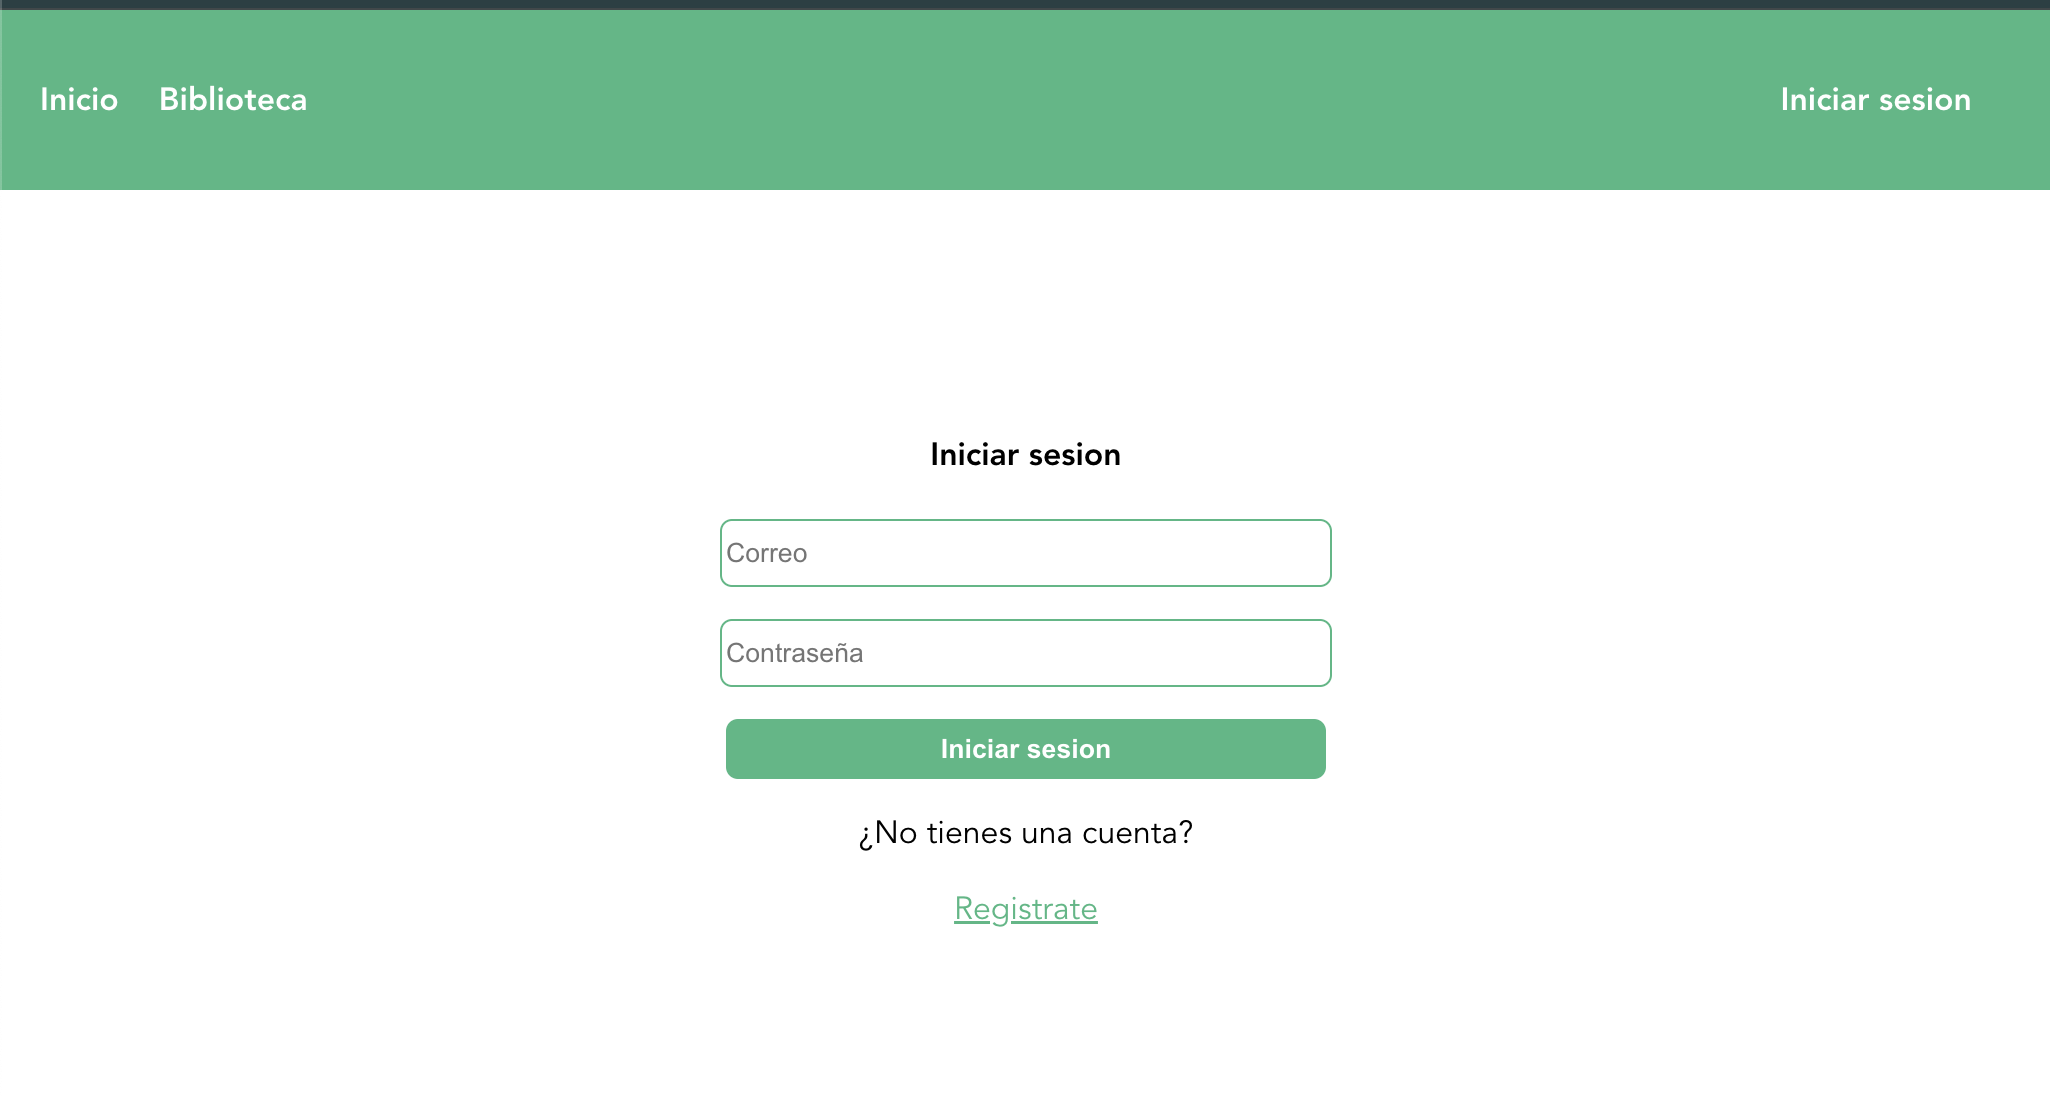 Inicio Biblioteca Iniciar sesion
Iniciar sesion
Correo
Contraseña
Iniciar sesion
¿No tienes una cuenta?
Registrate